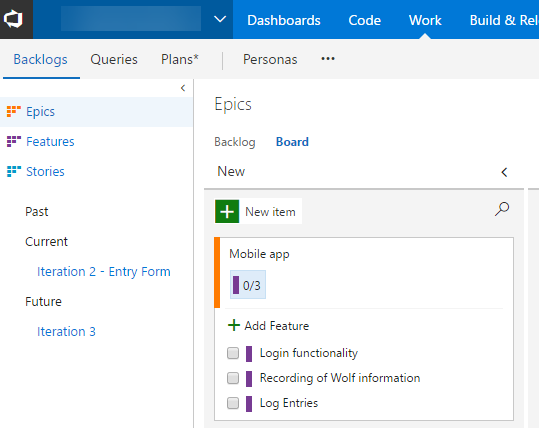 Dashboards Code Work Build & Rel
Backlogs Queries Plans* Personas ···
Epics
Features
Stories
Past
Current
Iteration 2 - Entry Form
Future
Iteration 3
Epics
Backlog Board
New
New item
Mobile app
0/3
Add Feature
Login functionality
Recording of Wolf information
Log Entries